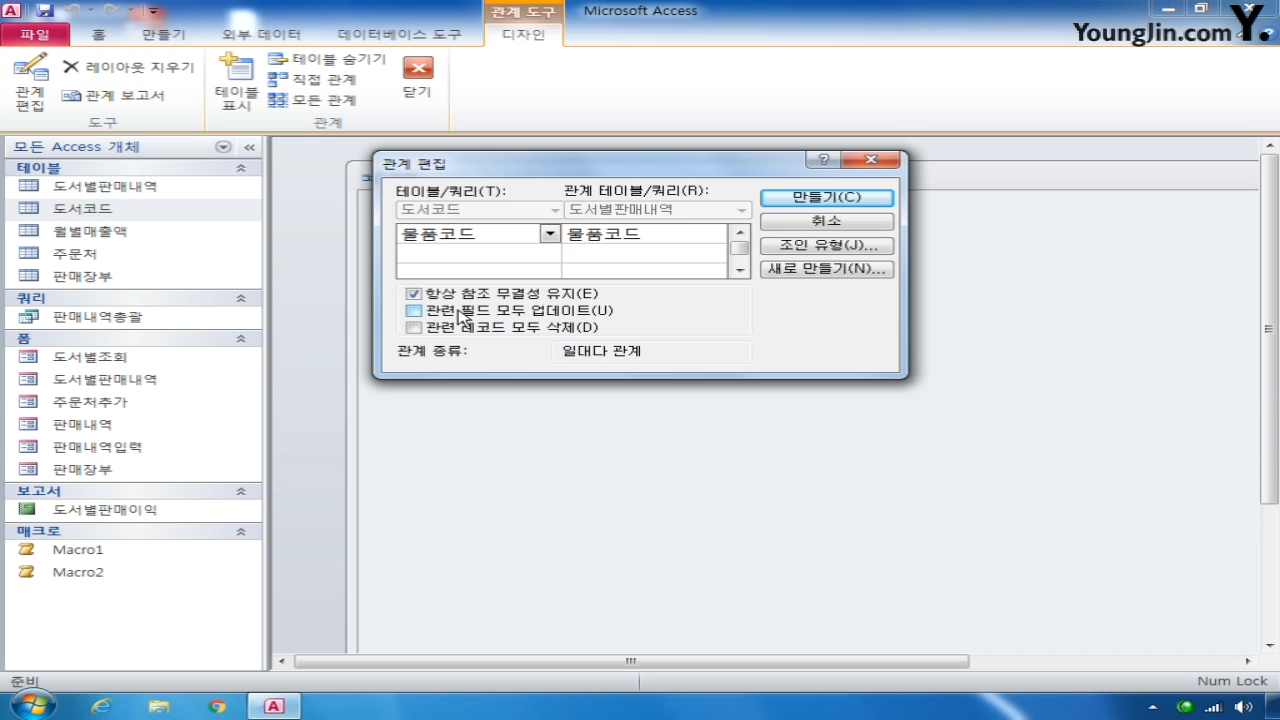 관계 도구
Microsoft Access
파일
홈
만들기
외부 데이터
데이터베이스 도구
디자인
YoungJin.com Y.
관계 편집
레이아웃 지우기
관계 보고서
도구
테이블 표시
테이블 숨기기
직접 관계
모든 관계
닫기
관계
모든 Access 개체
테이블
도서별판매내역
도서코드
월별매출액
주문처
판매장부
쿼리
판매내역총괄
폼
도서별조회
도서별판매내역
주문처추가
판매내역
판매내역입력
판매장부
보고서
도서별판매이익
매크로
Macro1
Macro2
관계 편집
테이블/쿼리(T):
관계 테이블/쿼리(R):
도서코드
도서별판매내역
물품코드
물품코드
항상 참조 무결성 유지(E)
관련 필드 모두 업데이트(U)
관련 레코드 모두 삭제(D)
관계 종류:
일대다 관계
만들기(C)
취소
조인 유형(J)...
새로 만들기(N)...
준비
Num Lock